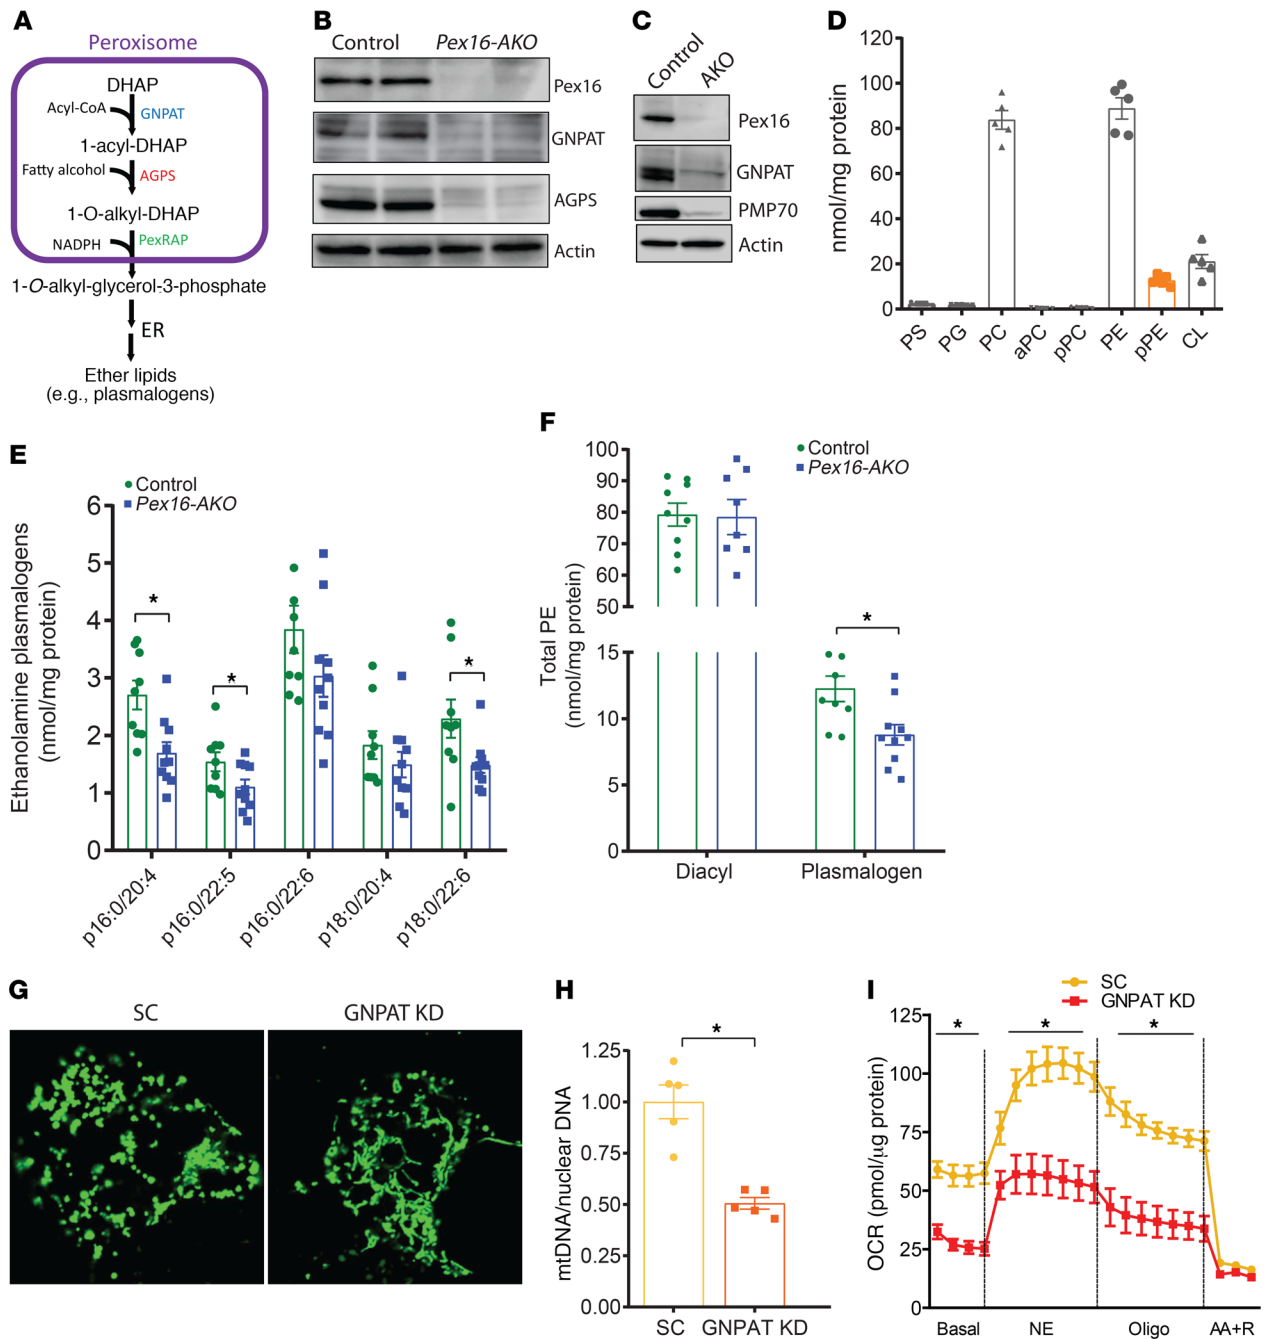 A
Peroxisome
DHAP
Acyl-CoA
GNPAT
1-acyl-DHAP
Fatty alcohol
AGPS
1-O-alkyl-DHAP
NADPH
PexRAP
1-O-alkyl-glycerol-3-phosphate
ER
Ether lipids
(e.g., plasmalogens)
B
Control
Pex16-AKO
Pex16
GNPAT
AGPS
Actin
C
Control
AKO
Pex16
GNPAT
PMP70
Actin
D
nmol/mg protein
120
100
80
60
40
20
0
PS
PG
PC
aPC
pPC
PE
pPE
CL
E
Control
Pex16-AKO
Ethanolamine plasmalogens
(nmol/mg protein)
6
5
4
3
2
1
0
*
*
*
p16:0/20:4
p16:0/22:5
p16:0/22:6
p18:0/20:4
p18:0/22:6
F
Control
Pex16-AKO
Total PE
(nmol/mg protein)
100
90
80
70
60
50
15
10
5
0
*
Diacyl
Plasmalogen
G
SC
GNPAT KD
H
mtDNA/nuclear DNA
1.25
1.00
0.75
0.50
0.25
0.00
*
SC
GNPAT KD
I
SC
GNPAT KD
OCR (pmol/μg protein)
125
100
75
50
25
0
*
*
*
Basal
NE
Oligo
AA+R